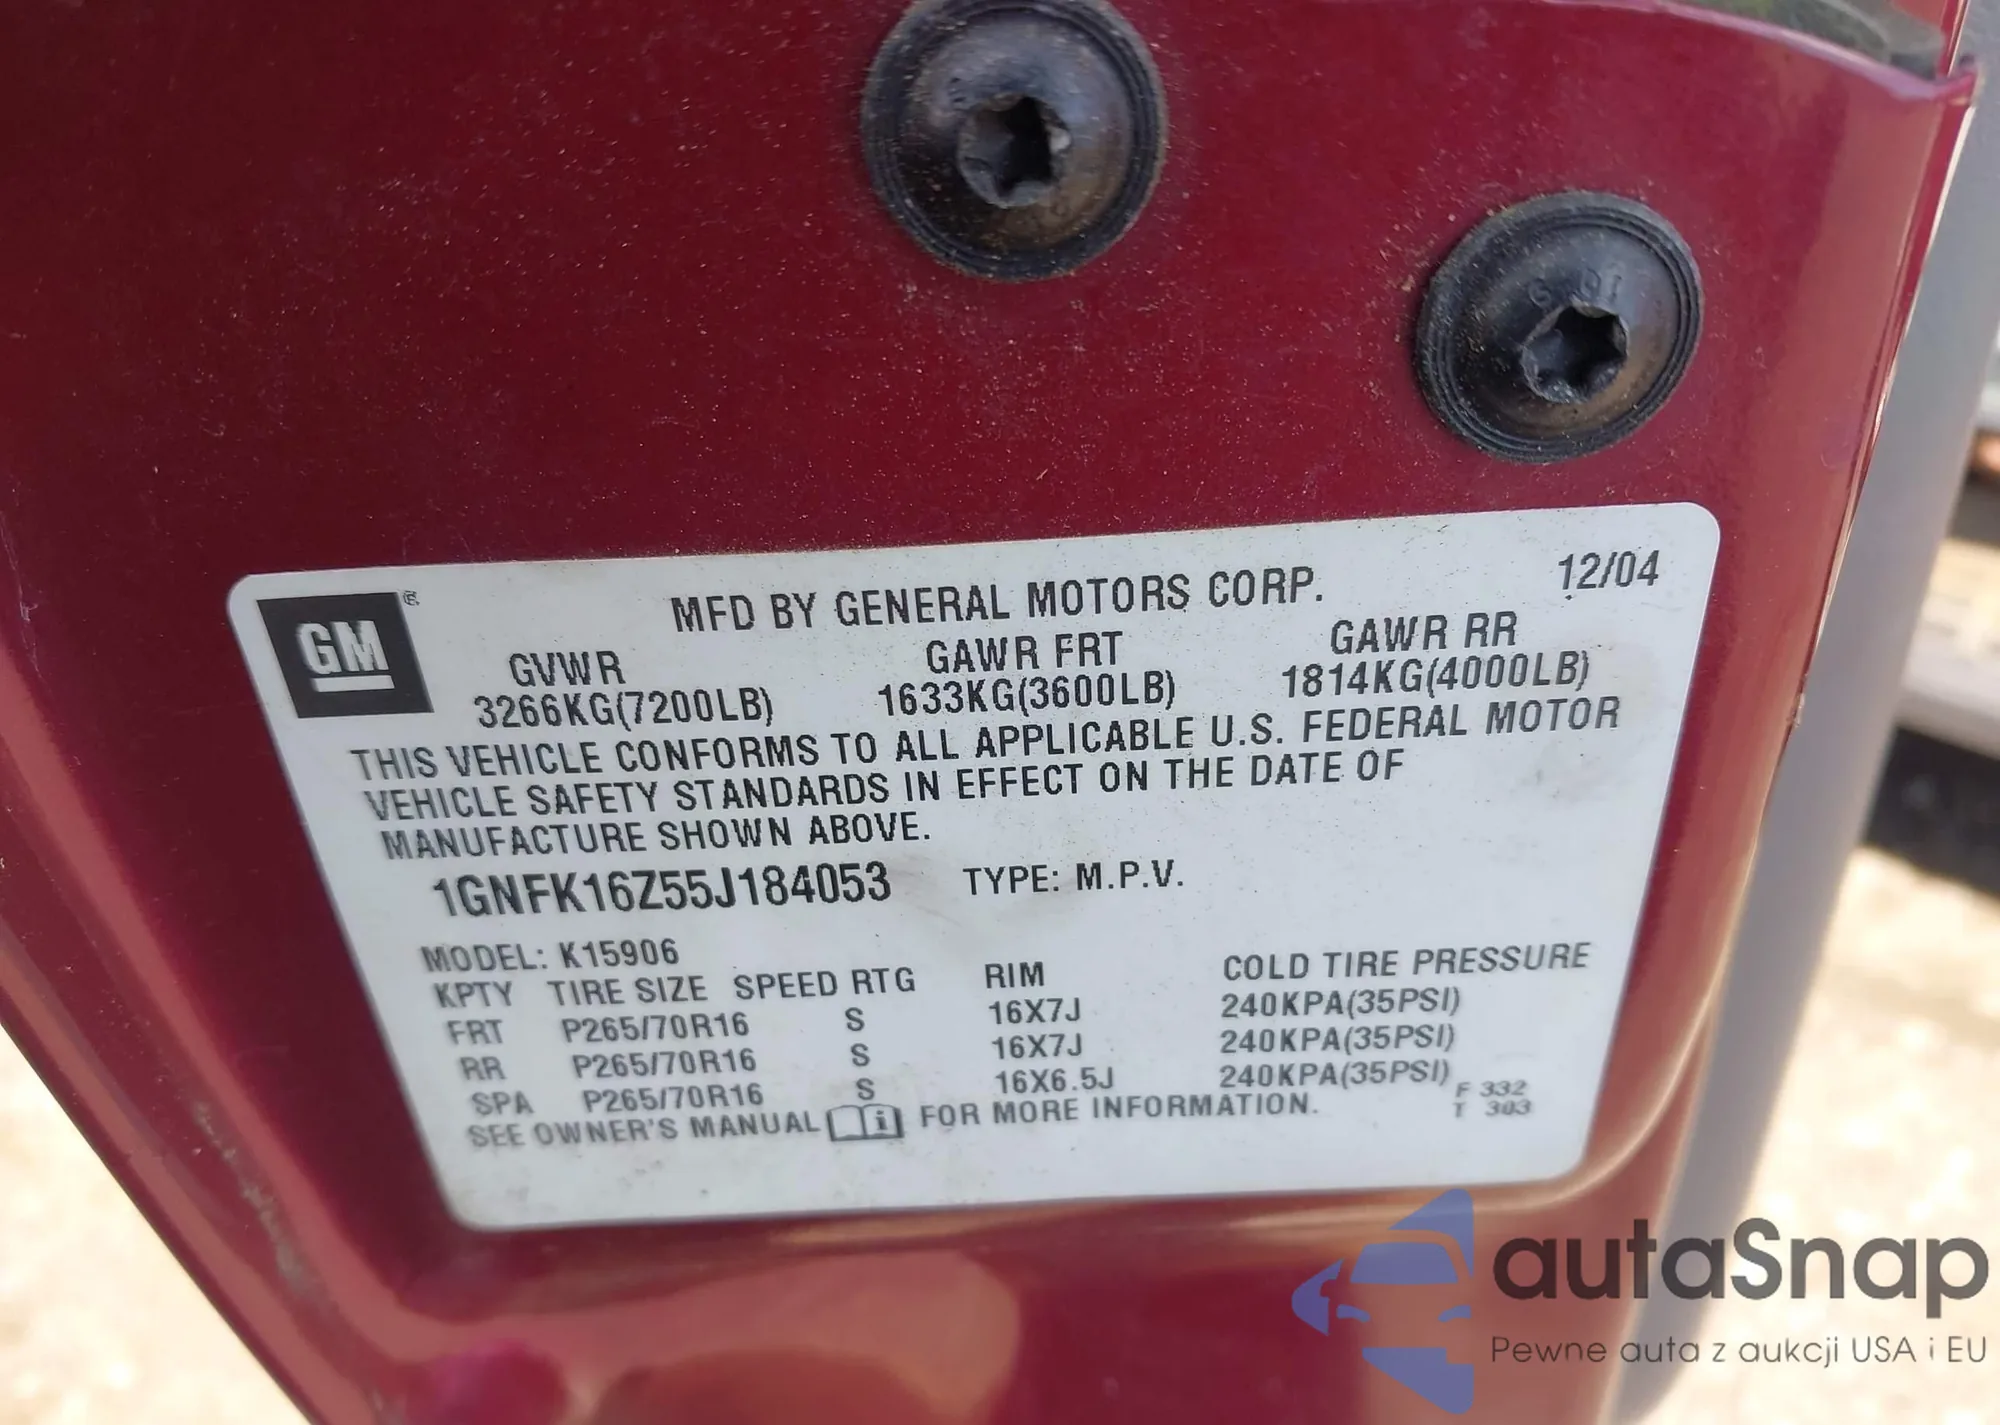 GM
MFD BY GENERAL MOTORS CORP. 12/04
GVWR GAWR FRT GAWR RR
3266KG(7200LB) 1633KG(3600LB) 1814KG(4000LB)
THIS VEHICLE CONFORMS TO ALL APPLICABLE U.S. FEDERAL MOTOR
VEHICLE SAFETY STANDARDS IN EFFECT ON THE DATE OF
MANUFACTURE SHOWN ABOVE.
1GNFK16Z55J184053 TYPE: M.P.V.
MODEL: K15906
KPTY TIRE SIZE SPEED RTG RIM COLD TIRE PRESSURE
FRT P265/70R16 S 16X7J 240KPA(35PSI)
RR P265/70R16 S 16X7J 240KPA(35PSI)
SPA P265/70R16 S 16X6.5J 240KPA(35PSI)
SEE OWNER'S MANUAL FOR MORE INFORMATION.
F 332
T 303
autaSnap
Pewne auta z aukcji USA i EU